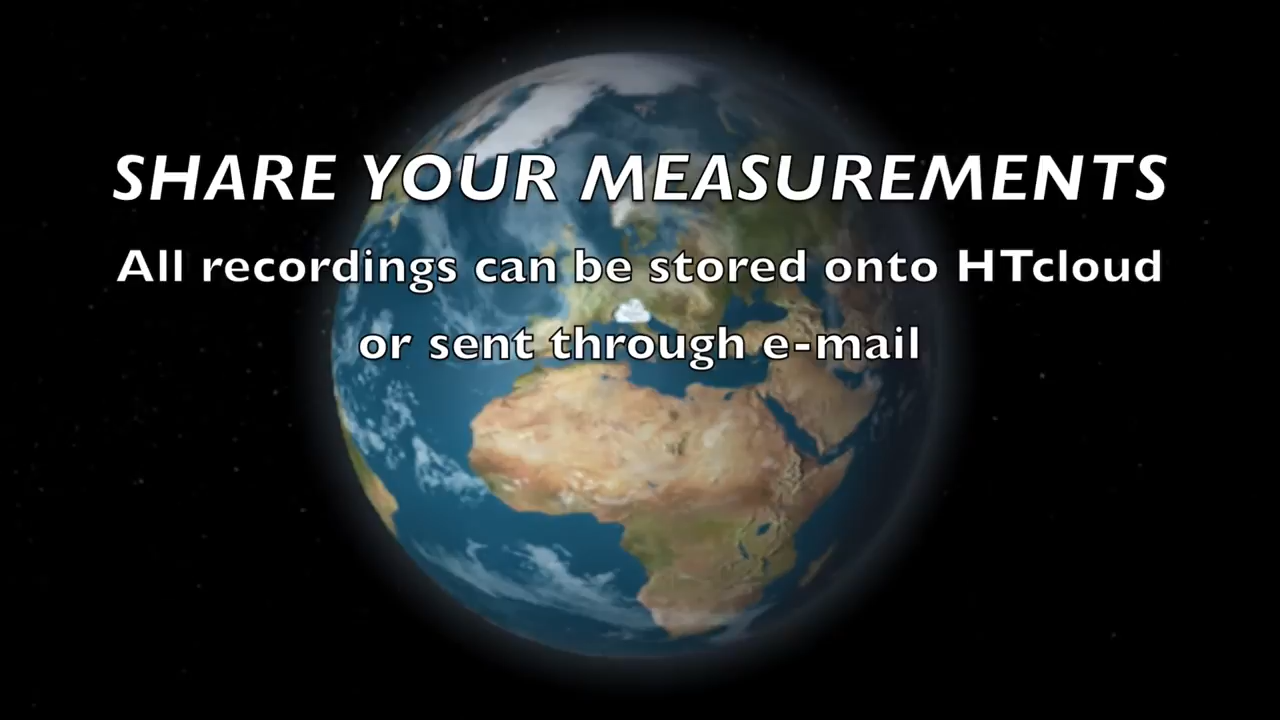 SHARE YOUR MEASUREMENTS
All recordings can be stored onto HTcloud
or sent through e-mail